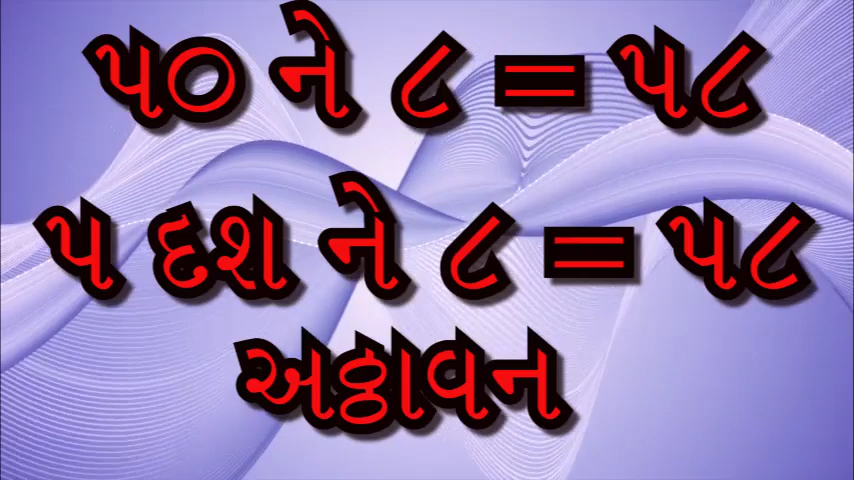 ૫૦ ને ૮ = ૫૮
૫ દશ ને ૮ = ૫૮
અઠ્ઠાવન